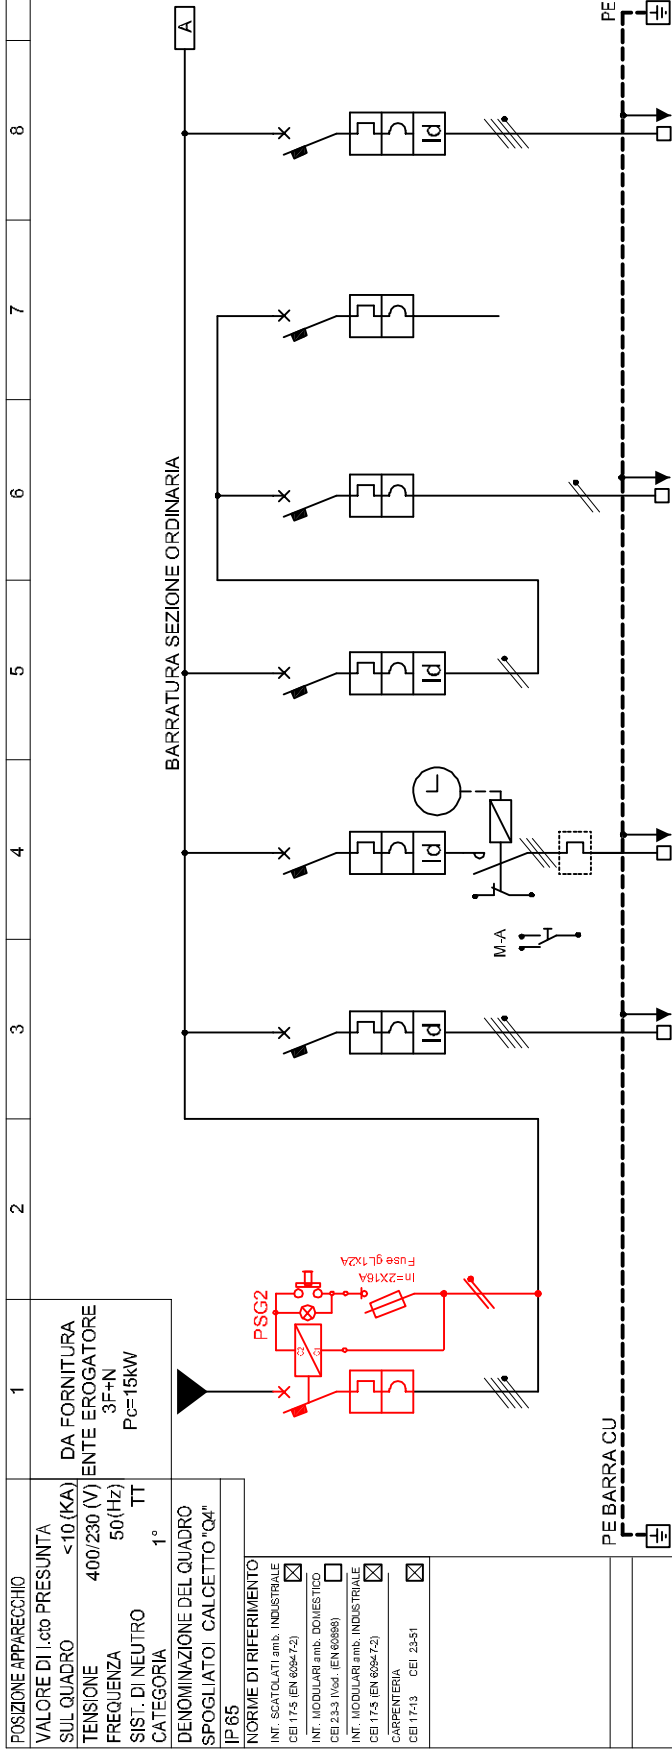 POSIZIONE APPARECCHIO 1 2 3 4 5 6 7 8
VALORE DI I.cto PRESUNTA
SUL QUADRO <10 (KA)
TENSIONE 400/230 (V)
FREQUENZA 50(Hz)
SIST. DI NEUTRO TT
CATEGORIA 1°
DA FORNITURA
ENTE EROGATORE
3F+N
Pc=15kW
DENOMINAZIONE DEL QUADRO
SPOGLIATOI CALCETTO "Q4"
IP 65
NORME DI RIFERIMENTO
INT. SCATOLATI amb. INDUSTRIALE
CEI 17-5 (EN 60947-2)
INT. MODULARI amb. DOMESTICO
CEI 23-3 IVed. (EN 60898)
INT. MODULARI amb. INDUSTRIALE
CEI 17-5 (EN 60947-2)
CARPENTERIA
CEI 17-13 CEI 23-51
BARRATURA SEZIONE ORDINARIA
A
PSG2
C2
C1
In=2X16A
Fuse gL1x2A
Id
M-A
Id
Id
Id
PE BARRA CU
PE